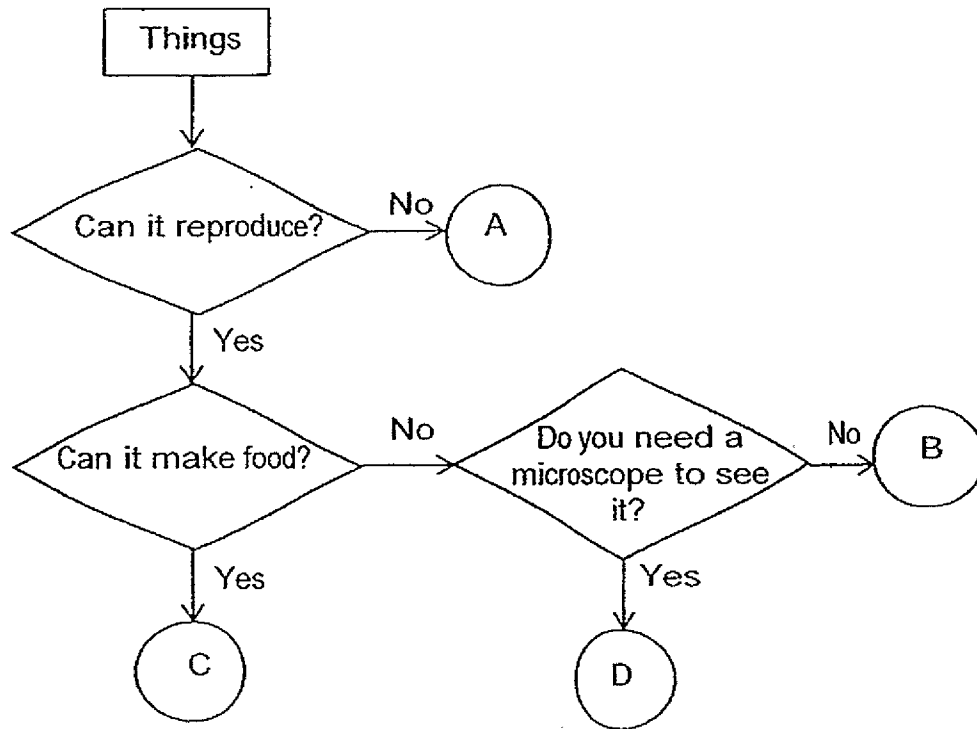 Things
Can it reproduce?
No
A
Yes
Can it make food?
No
Do you need a
microscope to see
it?
No
B
Yes
Yes
C
D